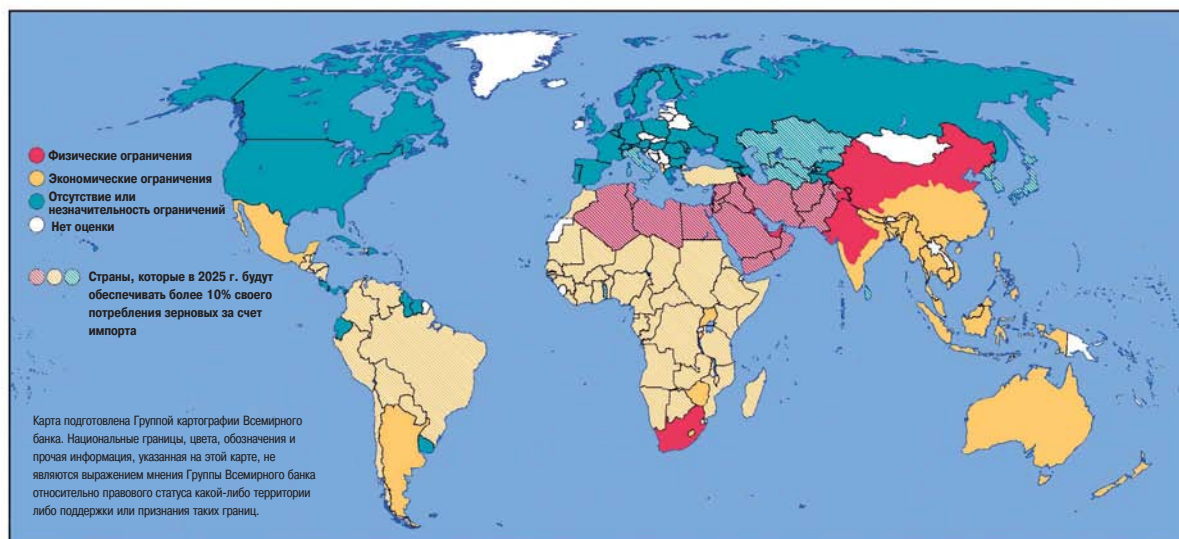 Физические ограничения
Экономические ограничения
Отсутствие или
незначительность ограничений
Нет оценки
Страны, которые в 2025 г. будут
обеспечивать более 10% своего
потребления зерновых за счет
импорта
Карта подготовлена Группой картографии Всемирного
банка. Национальные границы, цвета, обозначения и
прочая информация, указанная на этой карте, не
являются выражением мнения Группы Всемирного банка
относительно правового статуса какой-либо территории
либо поддержки или признания таких границ.